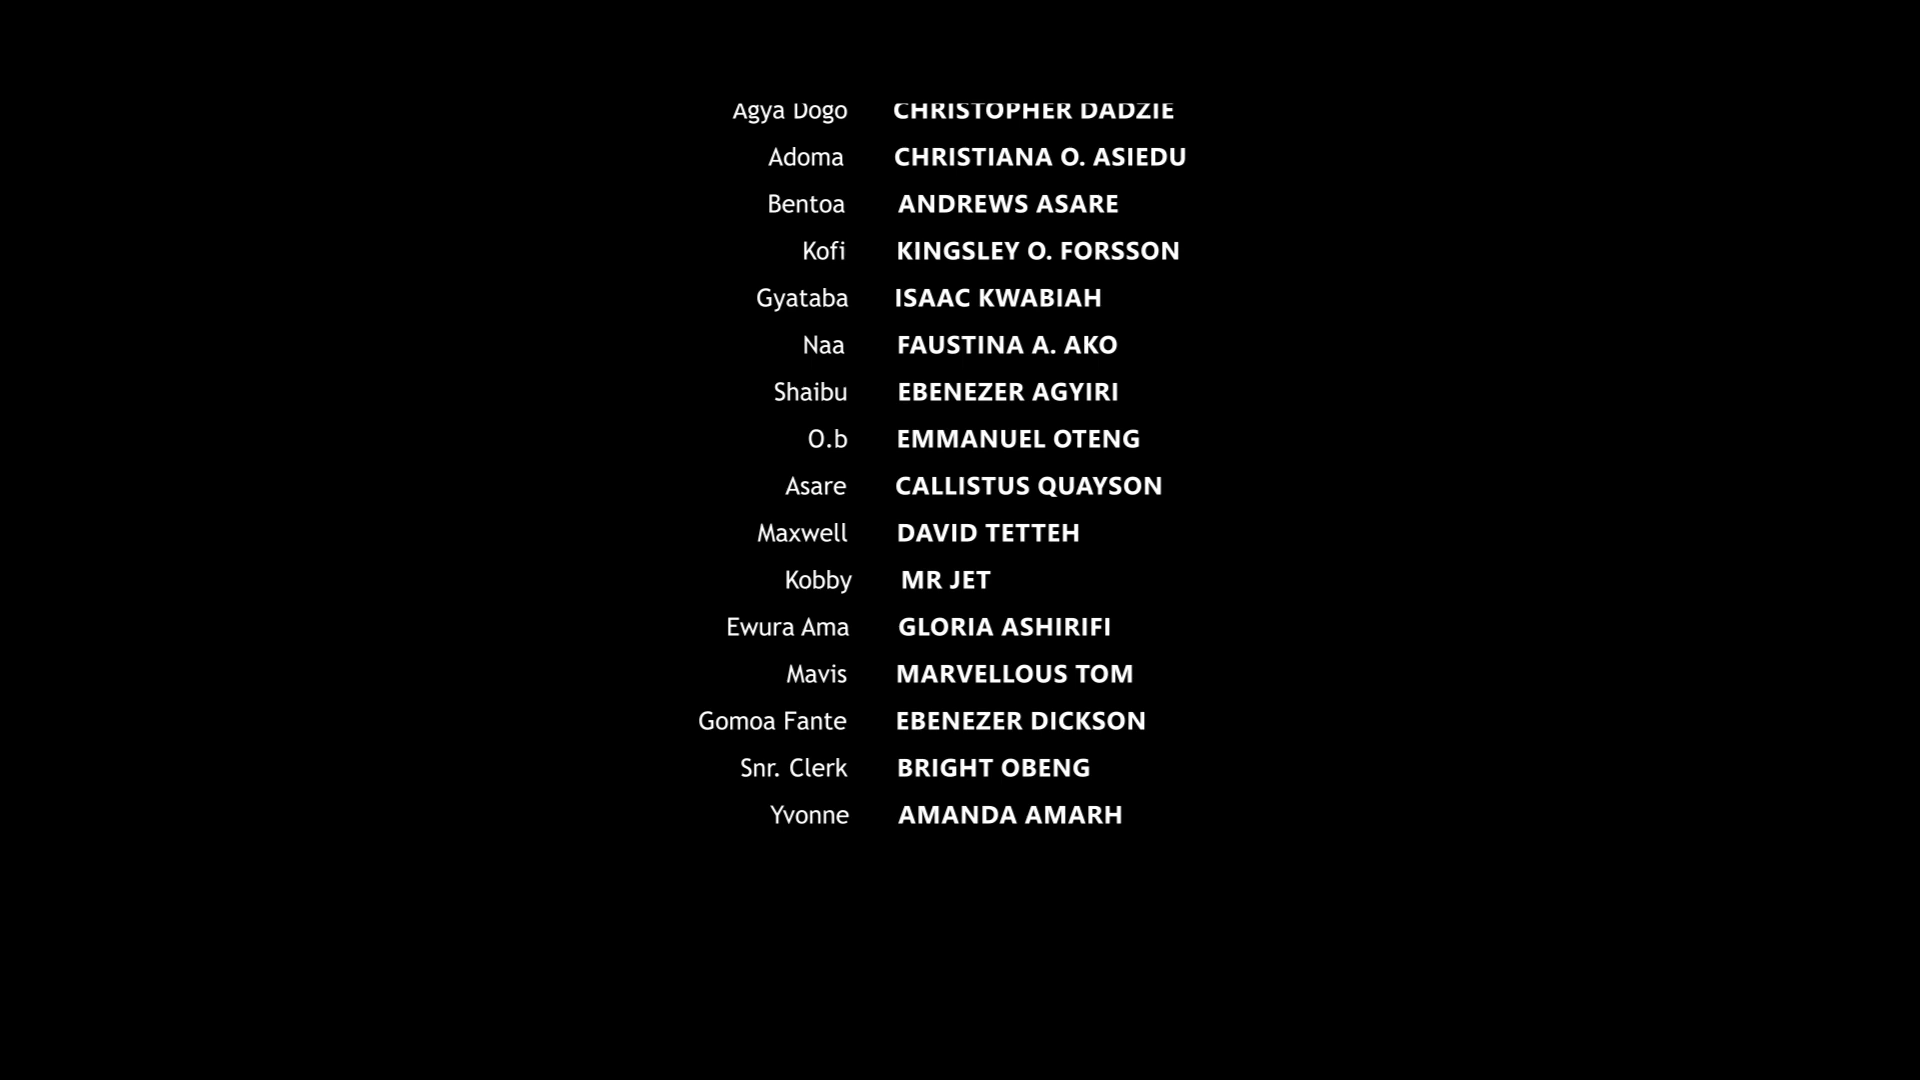 Agya Dogo CHRISTOPHER DADZIE
Adoma CHRISTIANA O. ASIEDU
Bentoa ANDREWS ASARE
Kofi KINGSLEY O. FORSSON
Gyataba ISAAC KWABIAH
Naa FAUSTINA A. AKO
Shaibu EBENEZER AGYIRI
O.b EMMANUEL OTENG
Asare CALLISTUS QUAYSON
Maxwell DAVID TETTEH
Kobby MR JET
Ewura Ama GLORIA ASHIRIFI
Mavis MARVELLOUS TOM
Gomoa Fante EBENEZER DICKSON
Snr. Clerk BRIGHT OBENG
Yvonne AMANDA AMARH